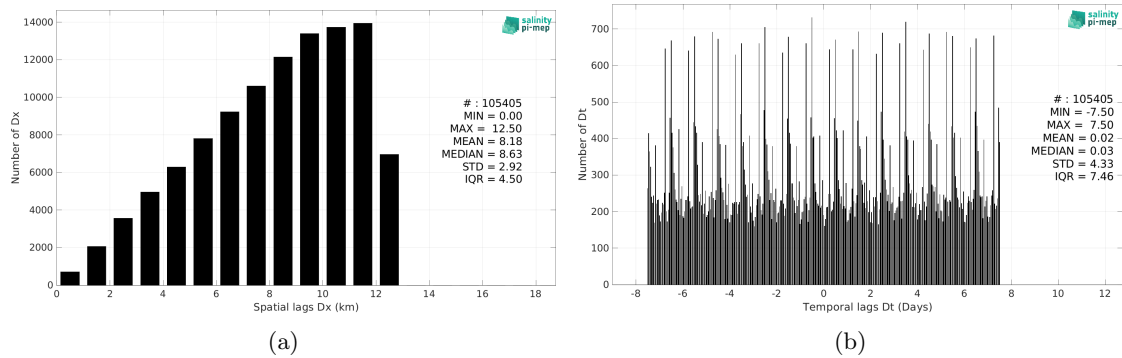 14000
12000
10000
8000
6000
4000
2000
0
Number of Dx
0 2 4 6 8 10 12 14 16 18
Spatial lags Dx (km)
salinity
pi-mep
# : 105405
MIN = 0.00
MAX = 12.50
MEAN = 8.18
MEDIAN = 8.63
STD = 2.92
IQR = 4.50
(a)
700
600
500
400
300
200
100
0
Number of Dt
-8 -6 -4 -2 0 2 4 6 8 10 12
Temporal lags Dt (Days)
salinity
pi-mep
# : 105405
MIN = -7.50
MAX = 7.50
MEAN = 0.02
MEDIAN = 0.03
STD = 4.33
IQR = 7.46
(b)